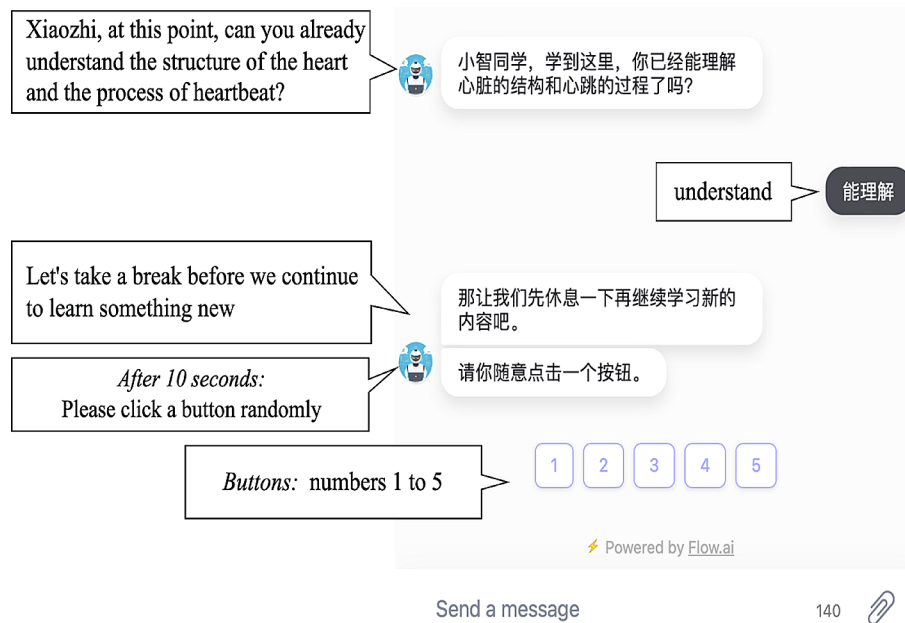 Xiaozhi, at this point, can you already
understand the structure of the heart
and the process of heartbeat?
小智同学，学到这里，你已经能理解
心脏的结构和心跳的过程了吗？
understand
能理解
Let's take a break before we continue
to learn something new
那让我们先休息一下再继续学习新的
内容吧。
After 10 seconds:
Please click a button randomly
请你随意点击一个按钮。
Buttons: numbers 1 to 5
1 2 3 4 5
Powered by Flow.ai
Send a message
140